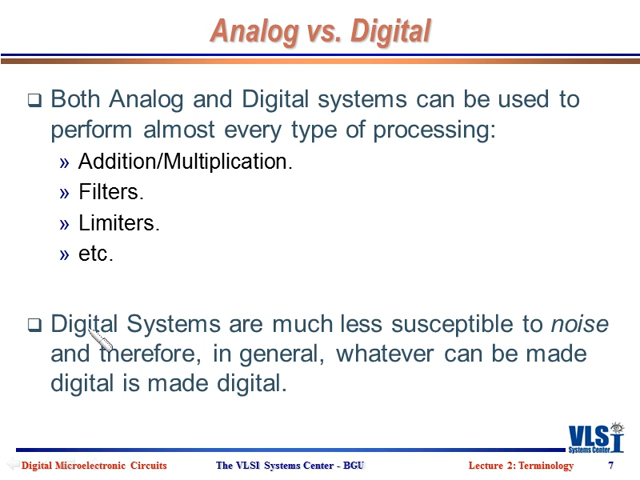 Analog vs. Digital
❑ Both Analog and Digital systems can be used to
perform almost every type of processing:
» Addition/Multiplication.
» Filters.
» Limiters.
» etc.
❑ Digital Systems are much less susceptible to noise
and therefore, in general, whatever can be made
digital is made digital.
VLSI
Systems Center
Digital Microelectronic Circuits The VLSI Systems Center - BGU Lecture 2: Terminology 7